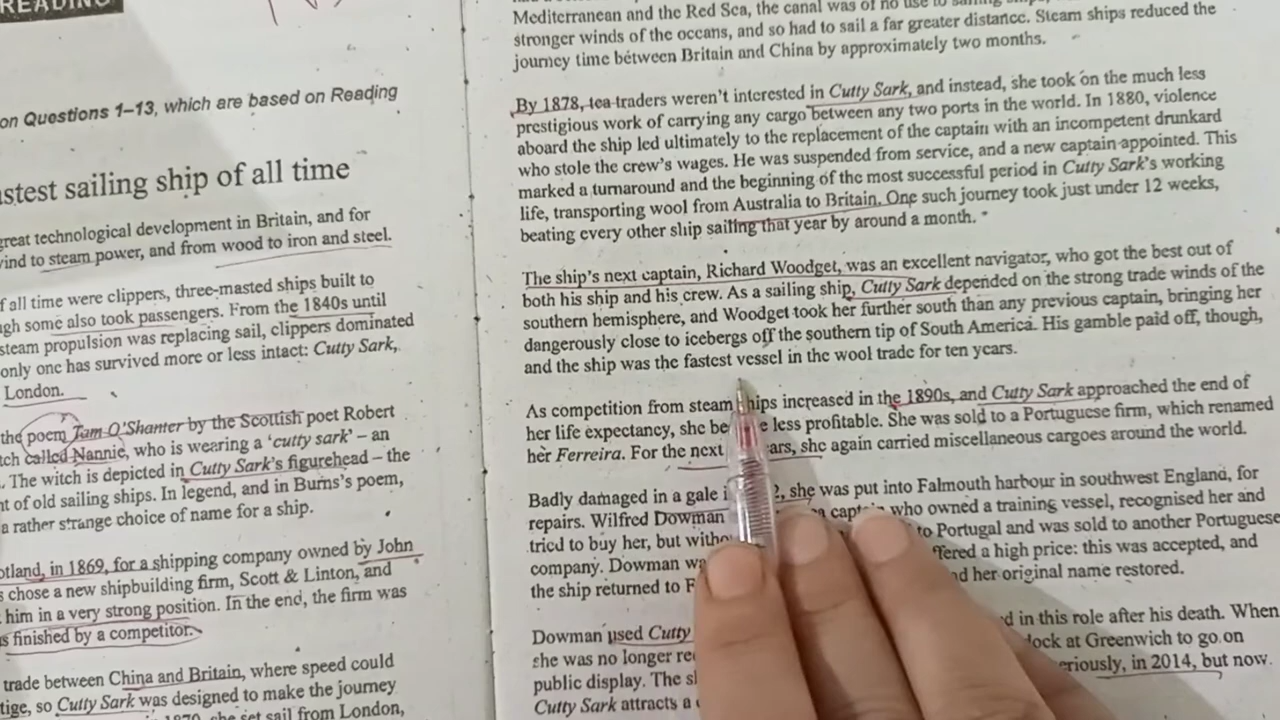 READING
on Questions 1–13, which are based on Reading
sailing ship of all time
great technological development in Britain, and for
to steam power, and from wood to iron and steel.
of all time were clippers, three-masted ships built to
some also took passengers. From the 1840s until
steam propulsion was replacing sail, clippers dominated
only one has survived more or less intact: Cutty Sark,
London.
the poem Tam O'Shanter by the Scottish poet Robert
called Nannie, who is wearing a 'cutty sark' – an
The witch is depicted in Cutty Sark's figurehead – the
of old sailing ships. In legend, and in Burns's poem,
a rather strange choice of name for a ship.
in 1869, for a shipping company owned by John
chose a new shipbuilding firm, Scott & Linton, and
him in a very strong position. In the end, the firm was
finished by a competitor.
trade between China and Britain, where speed could
so Cutty Sark was designed to make the journey
she set sail from London,
Mediterranean and the Red Sea, the canal was of no use to
stronger winds of the oceans, and so had to sail a far greater distance. Steam ships reduced the
journey time between Britain and China by approximately two months.
By 1878, tea traders weren't interested in Cutty Sark, and instead, she took on the much less
prestigious work of carrying any cargo between any two ports in the world. In 1880, violence
aboard the ship led ultimately to the replacement of the captain with an incompetent drunkard
who stole the crew's wages. He was suspended from service, and a new captain appointed. This
marked a turnaround and the beginning of the most successful period in Cutty Sark's working
life, transporting wool from Australia to Britain. One such journey took just under 12 weeks,
beating every other ship sailing that year by around a month.
The ship's next captain, Richard Woodget, was an excellent navigator, who got the best out of
both his ship and his crew. As a sailing ship, Cutty Sark depended on the strong trade winds of the
southern hemisphere, and Woodget took her further south than any previous captain, bringing her
dangerously close to icebergs off the southern tip of South America. His gamble paid off, though,
and the ship was the fastest vessel in the wool trade for ten years.
As competition from steam ships increased in the 1890s, and Cutty Sark approached the end of
her life expectancy, she less profitable. She was sold to a Portuguese firm, which renamed
her Ferreira. For the next she again carried miscellaneous cargoes around the world.
Badly damaged in a gale she was put into Falmouth harbour in southwest England, for
repairs. Wilfred Dowman who owned a training vessel, recognised her and
tried to buy her, but to Portugal and was sold to another Portuguese
company. Dowman a high price: this was accepted, and
the ship returned to her original name restored.
Dowman used Cutty in this role after his death. When
she was no longer at Greenwich to go on
public display. The in 2014, but now
Cutty Sark attracts a